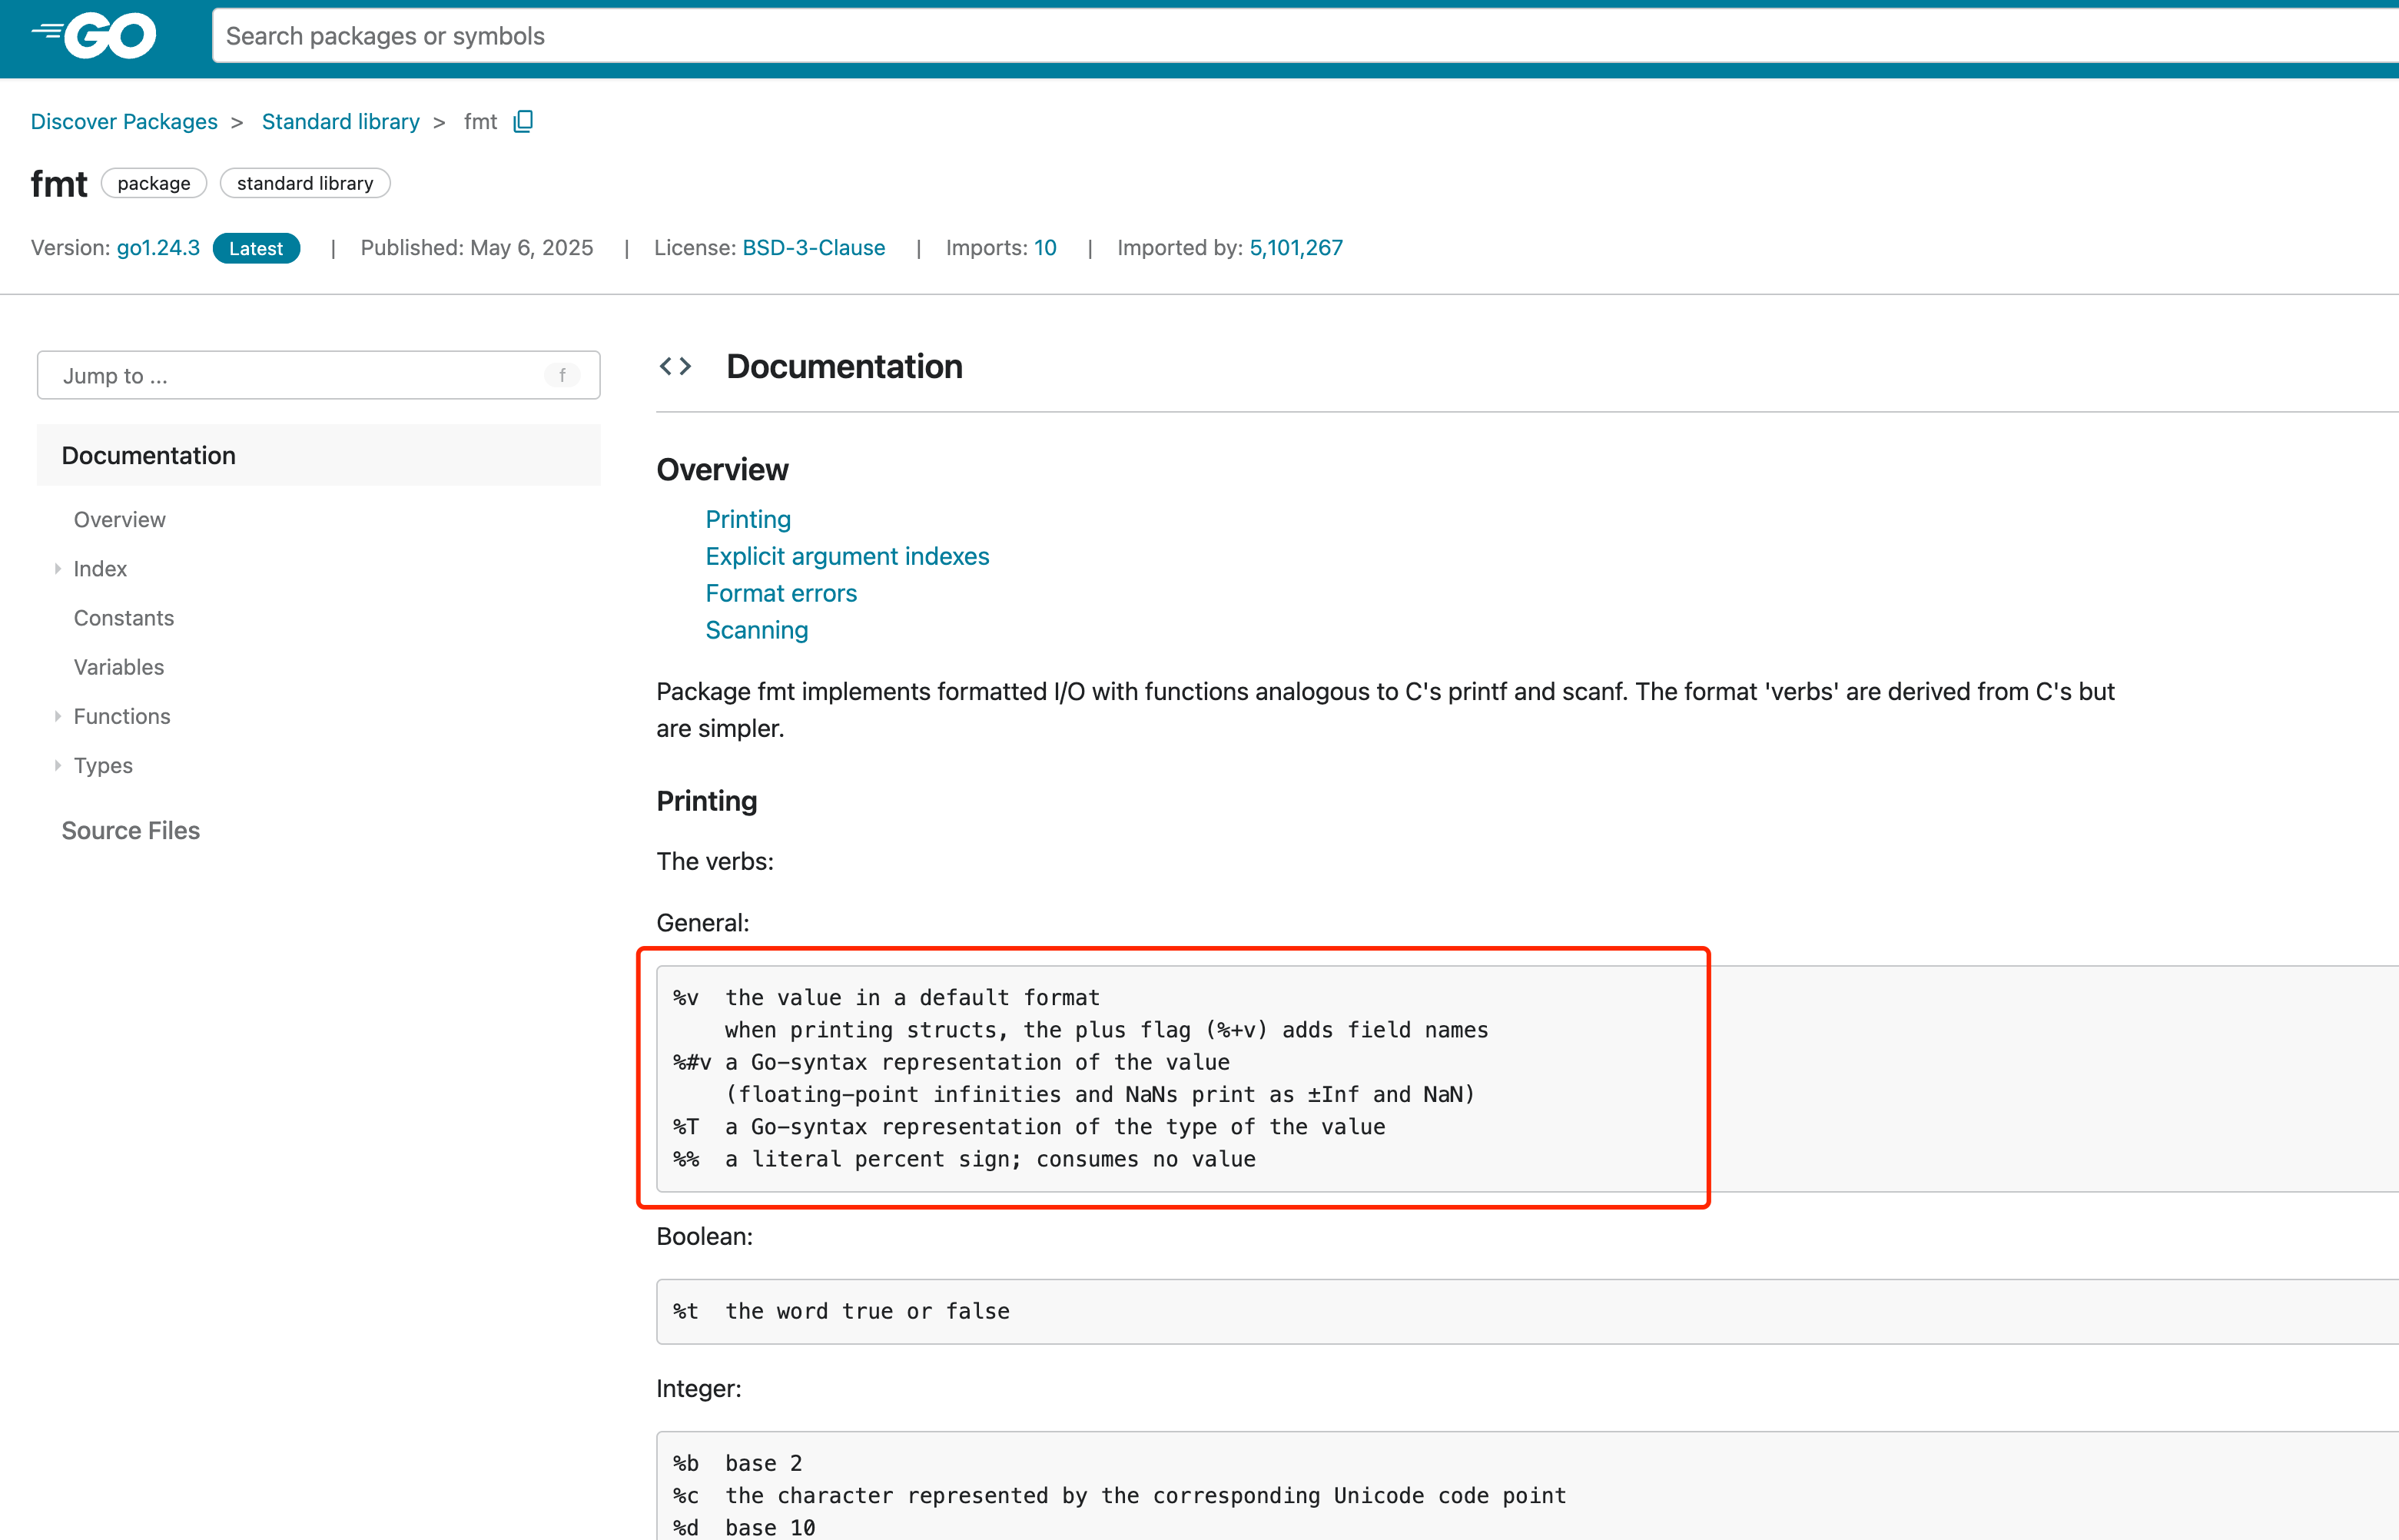 GO
Search packages or symbols
Discover Packages > Standard library > fmt
fmt package standard library
Version: go1.24.3 Latest | Published: May 6, 2025 | License: BSD-3-Clause | Imports: 10 | Imported by: 5,101,267
Jump to ... f
Documentation
Overview
Index
Constants
Variables
Functions
Types
Source Files
Documentation
Overview
Printing
Explicit argument indexes
Format errors
Scanning
Package fmt implements formatted I/O with functions analogous to C's printf and scanf. The format 'verbs' are derived from C's but
are simpler.
Printing
The verbs:
General:
%v the value in a default format
when printing structs, the plus flag (%+v) adds field names
%#v a Go-syntax representation of the value
(floating-point infinities and NaNs print as ±Inf and NaN)
%T a Go-syntax representation of the type of the value
%% a literal percent sign; consumes no value
Boolean:
%t the word true or false
Integer:
%b base 2
%c the character represented by the corresponding Unicode code point
%d base 10